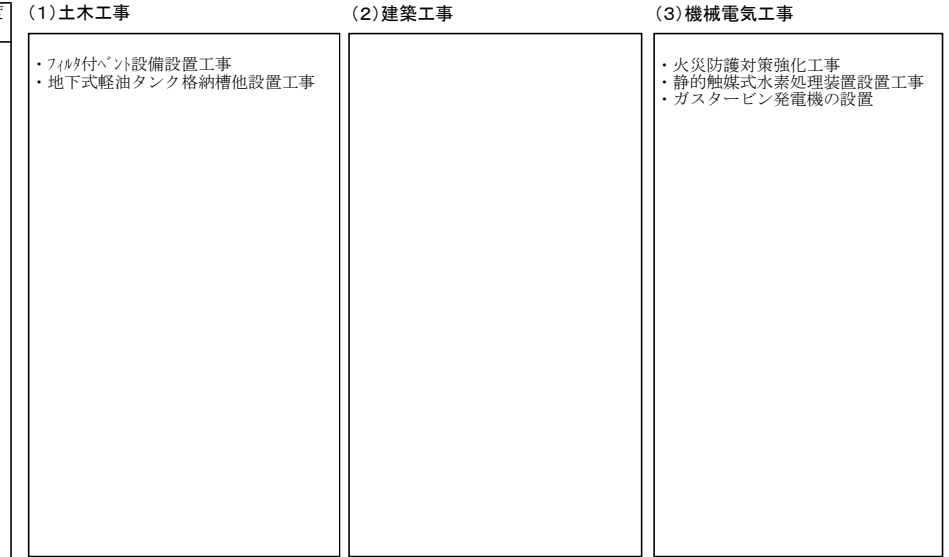 (1)土木工事
・ﾌｨﾙﾀ付ﾍﾞﾝﾄ設備設置工事
・地下式軽油タンク格納槽他設置工事
(2)建築工事
(3)機械電気工事
・火災防護対策強化工事
・静的触媒式水素処理装置設置工事
・ガスタービン発電機の設置